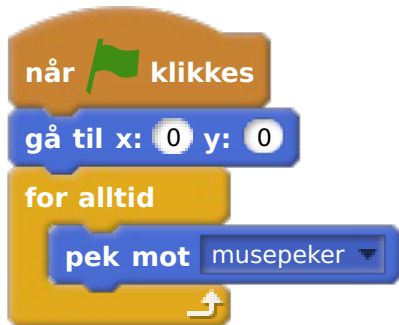 når klikkes
gå til x: 0 y: 0
for alltid
pek mot musepeker